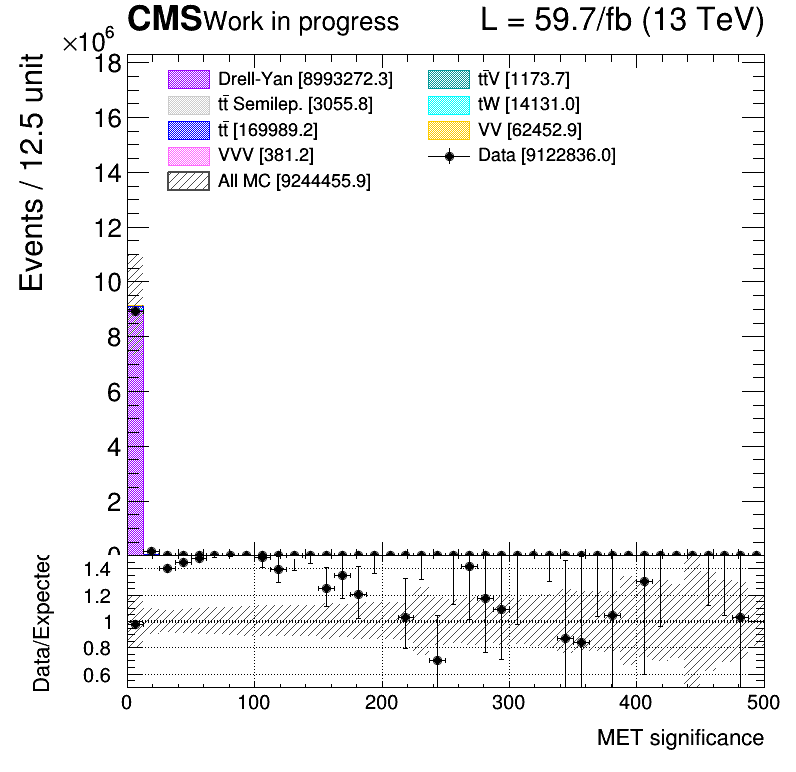 CMS Work in progress L = 59.7/fb (13 TeV)
×10⁶
Drell-Yan [8993272.3] tt̄V [1173.7]
tt̄ Semilep. [3055.8] tW [14131.0]
tt̄ [169989.2] VV [62452.9]
VVV [381.2] Data [9122836.0]
All MC [9244455.9]
Events / 12.5 unit
18
16
14
12
10
8
6
4
2
0
Data/Expected
1.4
1.2
1
0.8
0.6
0 100 200 300 400 500
MET significance